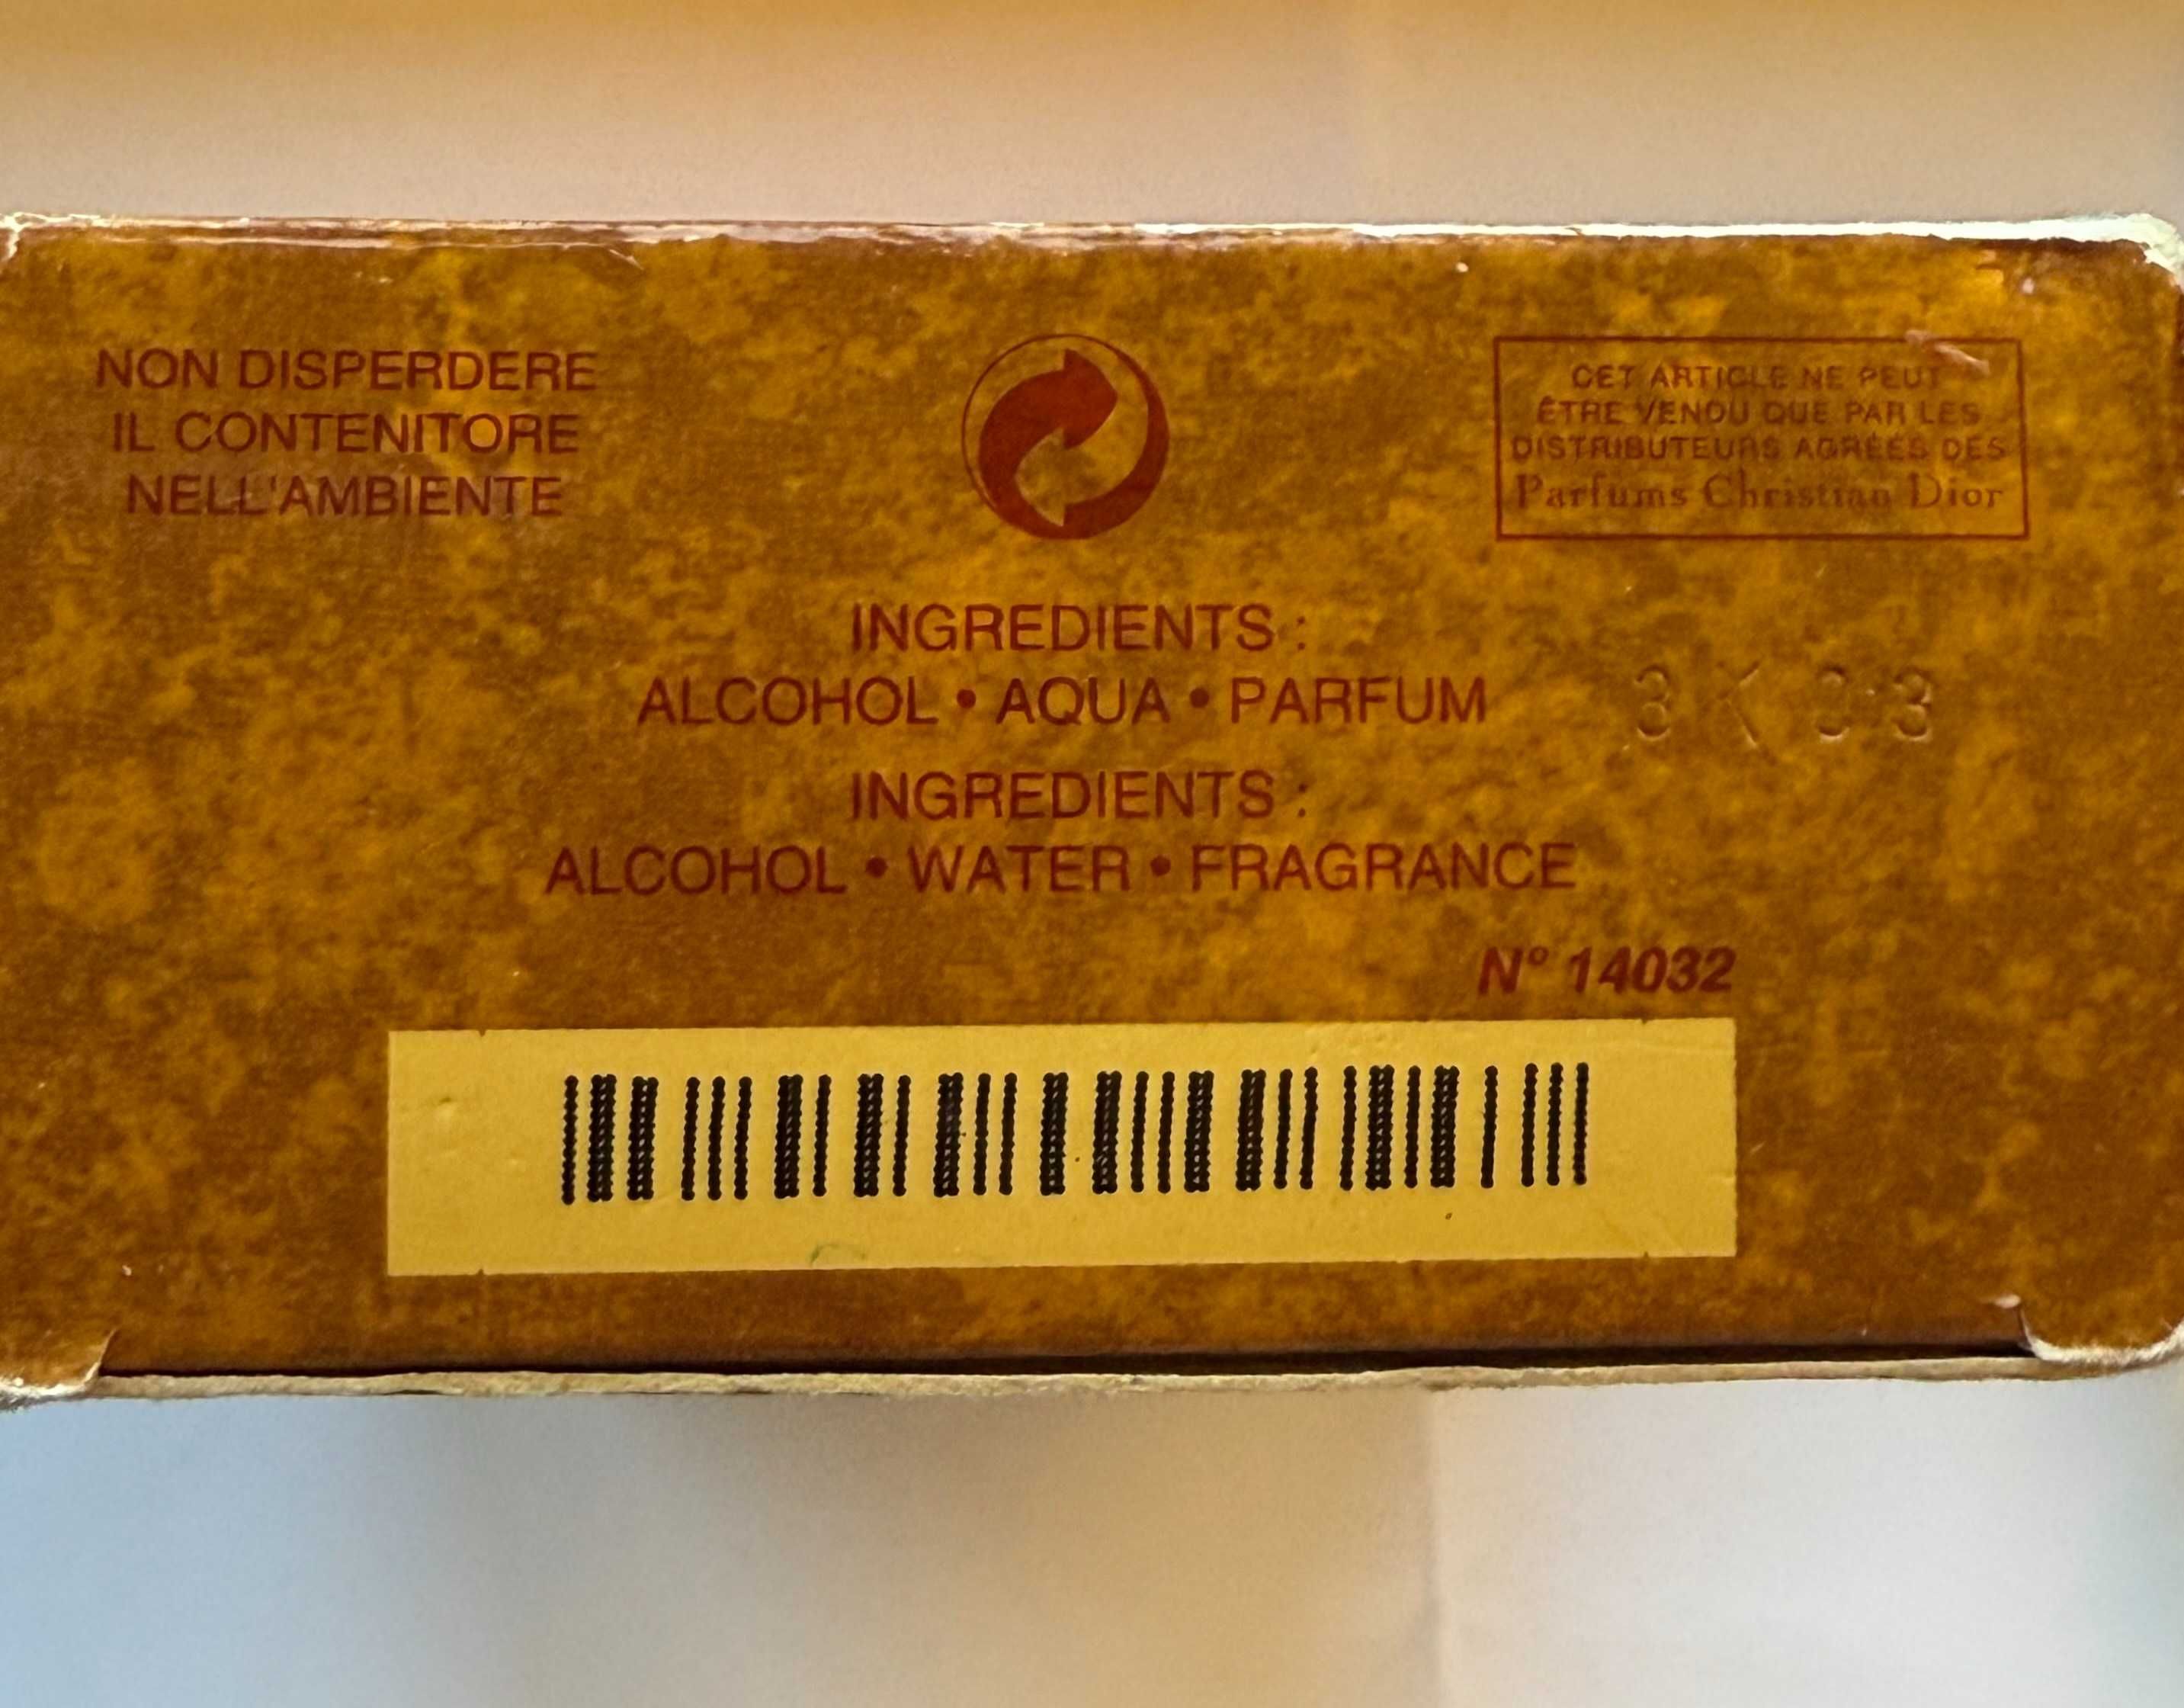 NON DISPERDERE
IL CONTENITORE
NELL'AMBIENTE
CET ARTICLE NE PEUT
ÊTRE VENDU QUE PAR LES
DISTRIBUTEURS AGRÉÉS DES
Parfums Christian Dior
INGREDIENTS :
ALCOHOL • AQUA • PARFUM
3K03
INGREDIENTS :
ALCOHOL • WATER • FRAGRANCE
N° 14032